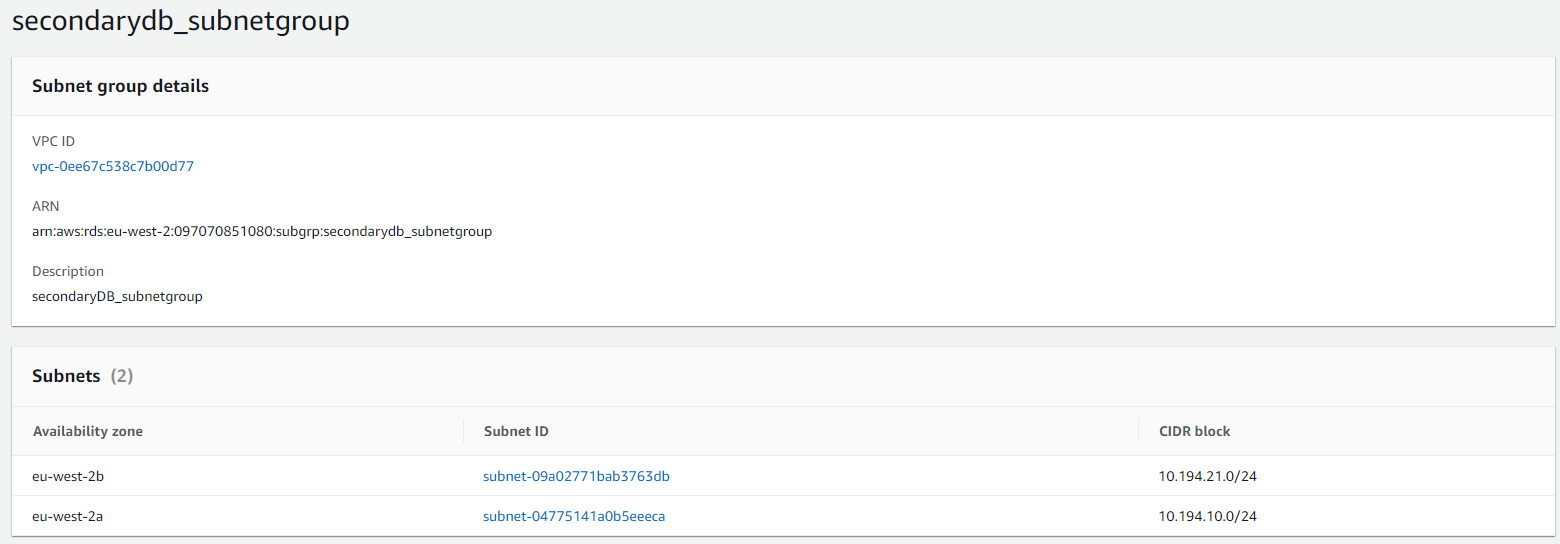 secondarydb_subnetgroup
Subnet group details
VPC ID
vpc-0ee67c538c7b00d77
ARN
arn:aws:rds:eu-west-2:097070851080:subgrp:secondarydb_subnetgroup
Description
secondaryDB_subnetgroup
Subnets (2)
Availability zone Subnet ID CIDR block
eu-west-2b subnet-09a02771bab3763db 10.194.21.0/24
eu-west-2a subnet-04775141a0b5eeeca 10.194.10.0/24